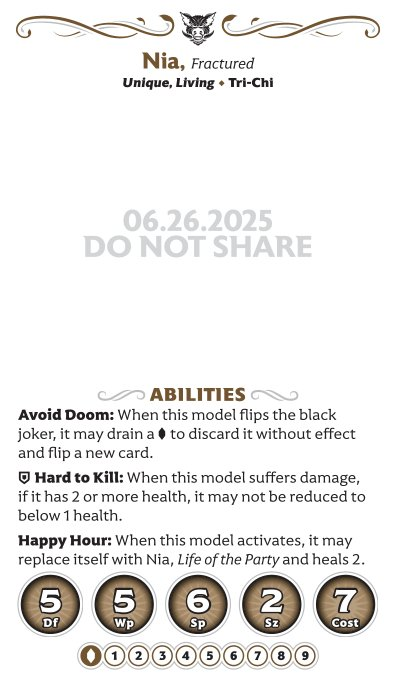 Nia, Fractured
Unique, Living ⬥ Tri-Chi
06.26.2025
DO NOT SHARE
ABILITIES
Avoid Doom: When this model flips the black
joker, it may drain a to discard it without effect
and flip a new card.
Hard to Kill: When this model suffers damage,
if it has 2 or more health, it may not be reduced to
below 1 health.
Happy Hour: When this model activates, it may
replace itself with Nia, Life of the Party and heals 2.
5 5 6 2 7
Df Wp Sp Sz Cost
1 2 3 4 5 6 7 8 9